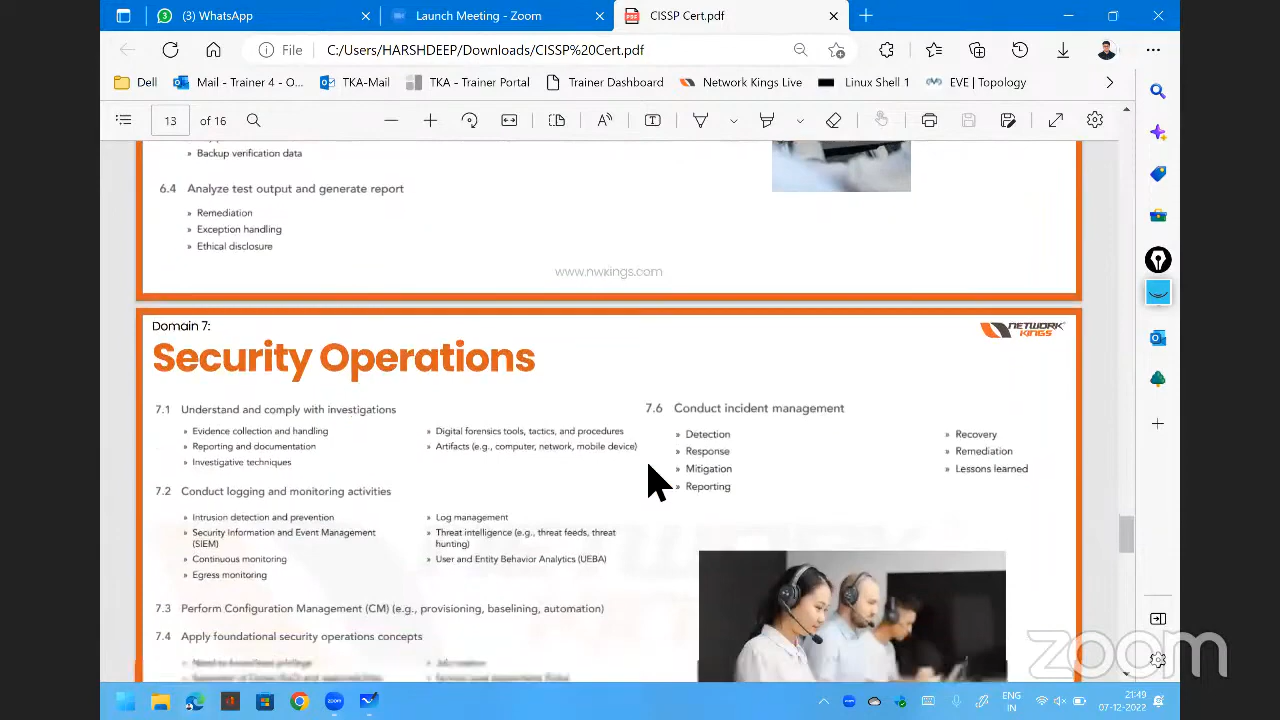 (3) WhatsApp
Launch Meeting - Zoom
CISSP Cert.pdf
File
C:/Users/HARSHDEEP/Downloads/CISSP%20Cert.pdf
Dell
Mail - Trainer 4 - O...
TKA-Mail
TKA - Trainer Portal
Trainer Dashboard
Network Kings Live
Linux Shell 1
EVE | Topology
13 of 16
» Backup verification data
6.4 Analyze test output and generate report
» Remediation
» Exception handling
» Ethical disclosure
www.nwkings.com
Domain 7:
NETWORK
KINGS
Security Operations
7.1 Understand and comply with investigations
» Evidence collection and handling
» Reporting and documentation
» Investigative techniques
» Digital forensics tools, tactics, and procedures
» Artifacts (e.g., computer, network, mobile device)
7.2 Conduct logging and monitoring activities
» Intrusion detection and prevention
» Security Information and Event Management
(SIEM)
» Continuous monitoring
» Egress monitoring
» Log management
» Threat intelligence (e.g., threat feeds, threat
hunting)
» User and Entity Behavior Analytics (UEBA)
7.3 Perform Configuration Management (CM) (e.g., provisioning, baselining, automation)
7.4 Apply foundational security operations concepts
7.6 Conduct incident management
» Detection
» Response
» Mitigation
» Reporting
» Recovery
» Remediation
» Lessons learned
zoom
ENG
IN
21:49
07-12-2022